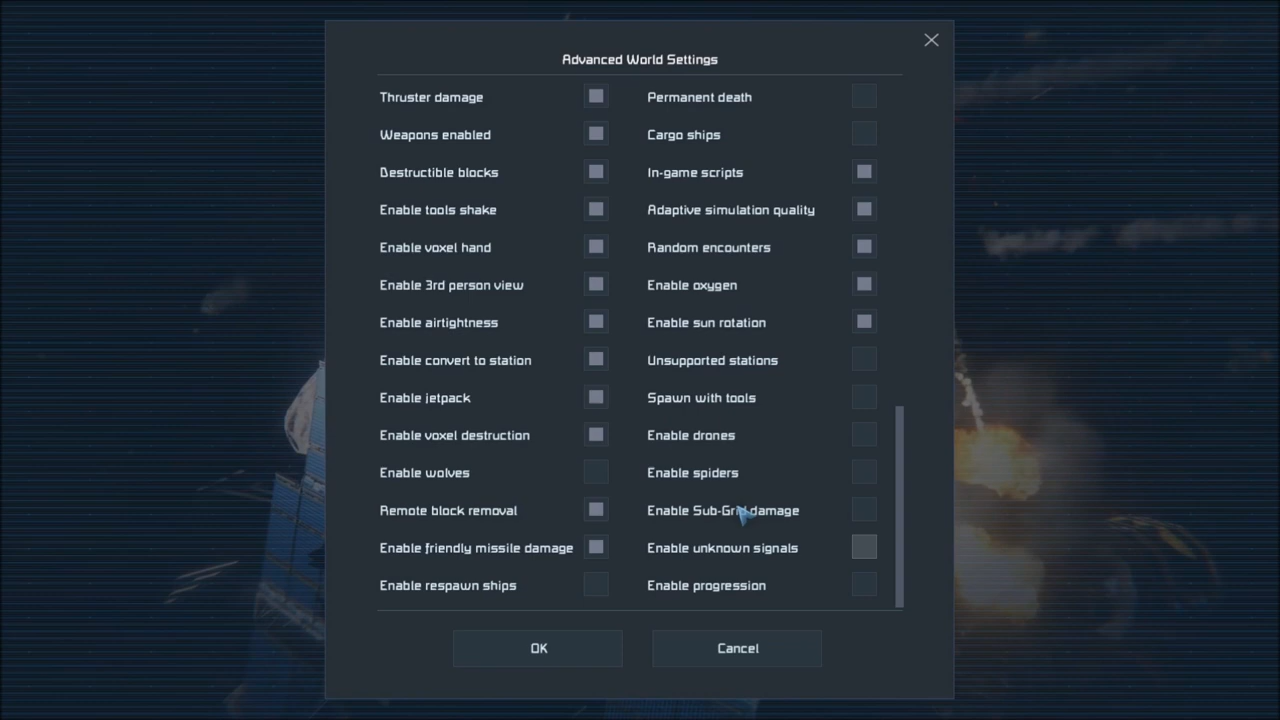 Advanced World Settings
Thruster damage Permanent death
Weapons enabled Cargo ships
Destructible blocks In-game scripts
Enable tools shake Adaptive simulation quality
Enable voxel hand Random encounters
Enable 3rd person view Enable oxygen
Enable airtightness Enable sun rotation
Enable convert to station Unsupported stations
Enable jetpack Spawn with tools
Enable voxel destruction Enable drones
Enable wolves Enable spiders
Remote block removal Enable Sub-Grid damage
Enable friendly missile damage Enable unknown signals
Enable respawn ships Enable progression
OK Cancel